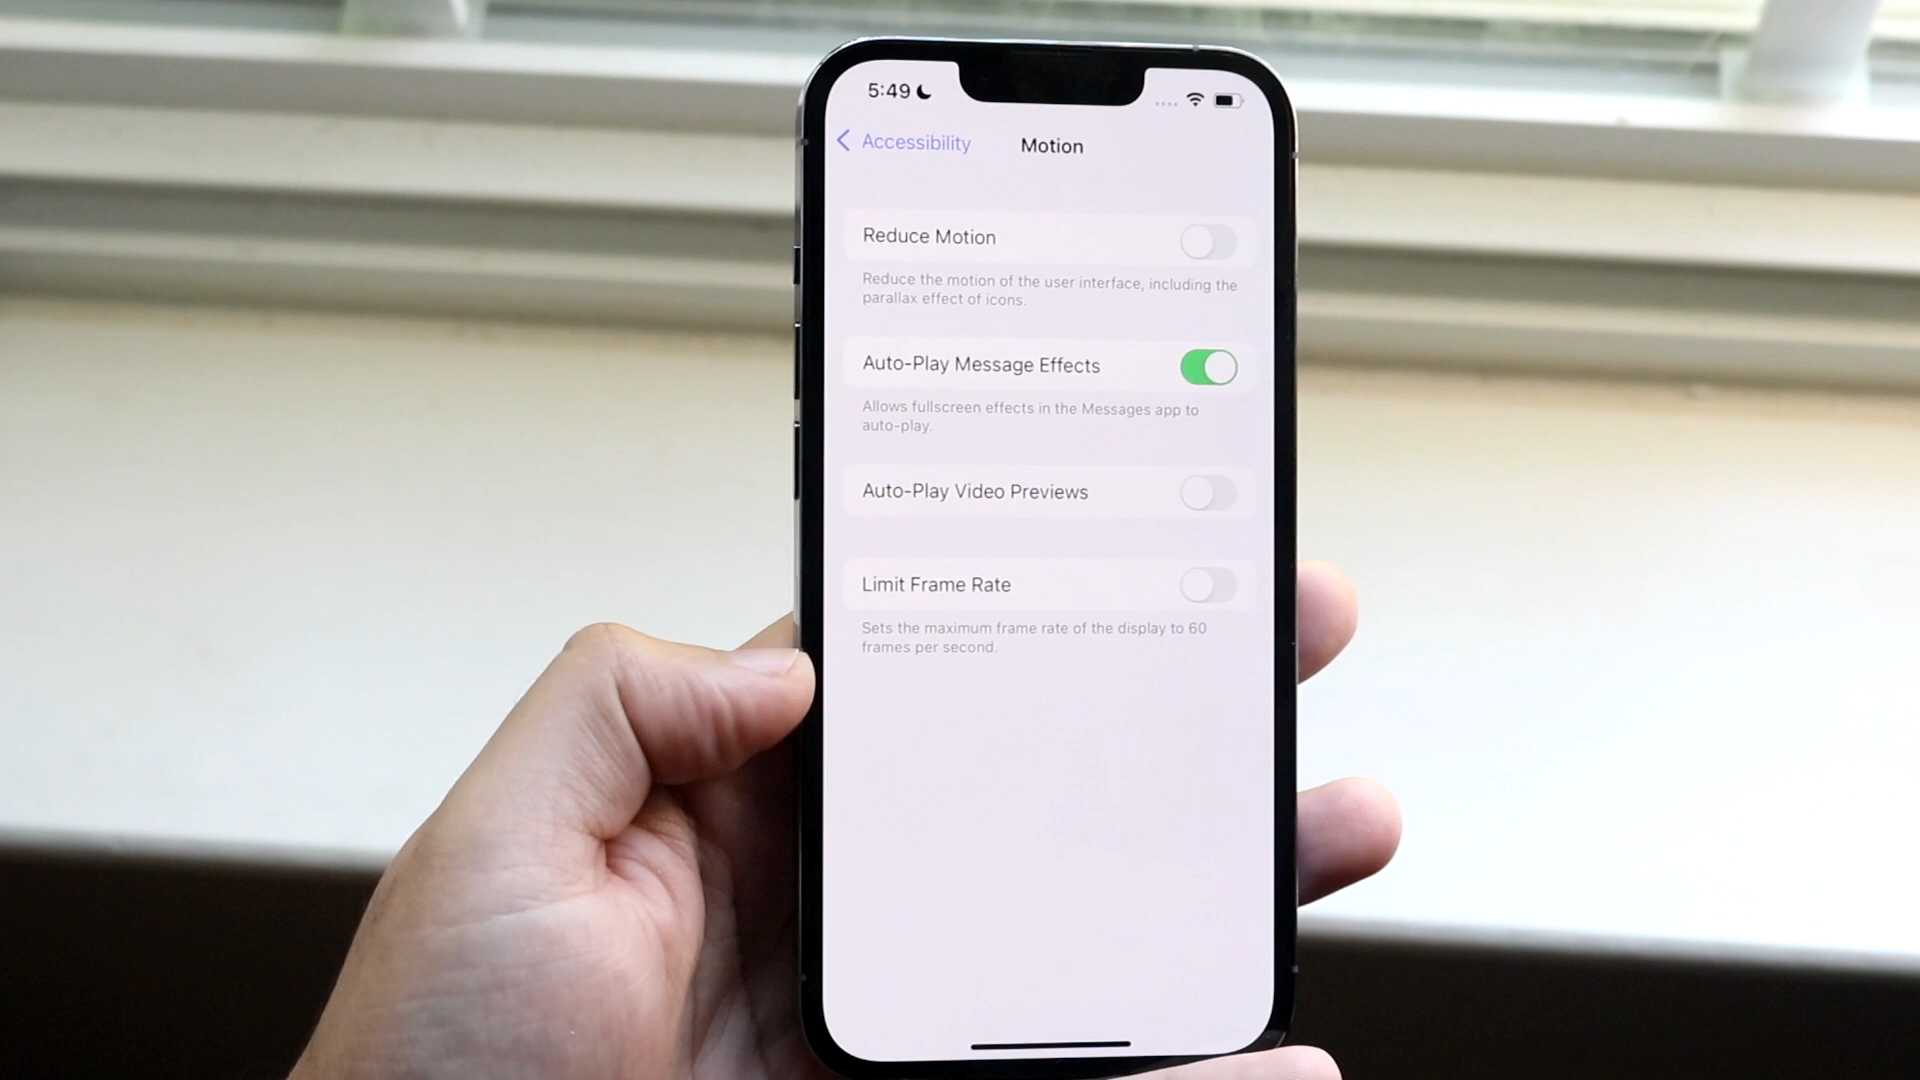 5:49
Accessibility
Motion
Reduce Motion
Reduce the motion of the user interface, including the
parallax effect of icons.
Auto-Play Message Effects
Allows fullscreen effects in the Messages app to
auto-play.
Auto-Play Video Previews
Limit Frame Rate
Sets the maximum frame rate of the display to 60
frames per second.